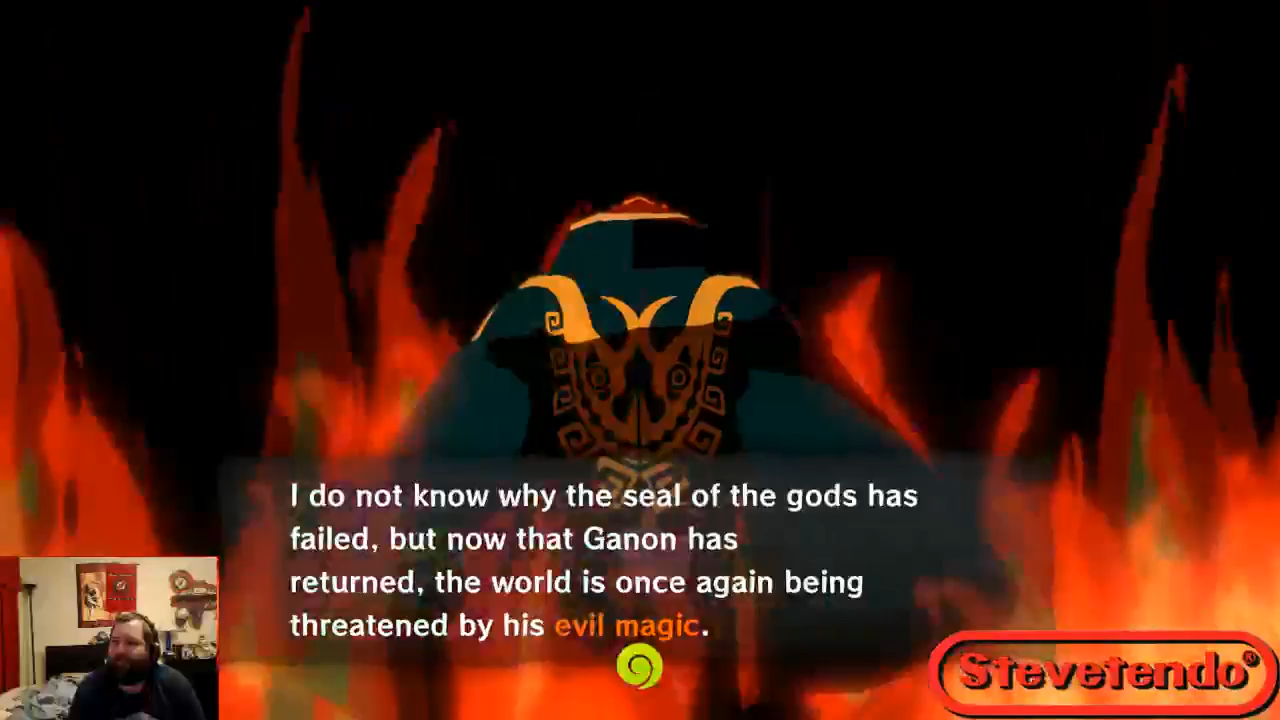 I do not know why the seal of the gods has
failed, but now that Ganon has
returned, the world is once again being
threatened by his evil magic.
Stevetendo®